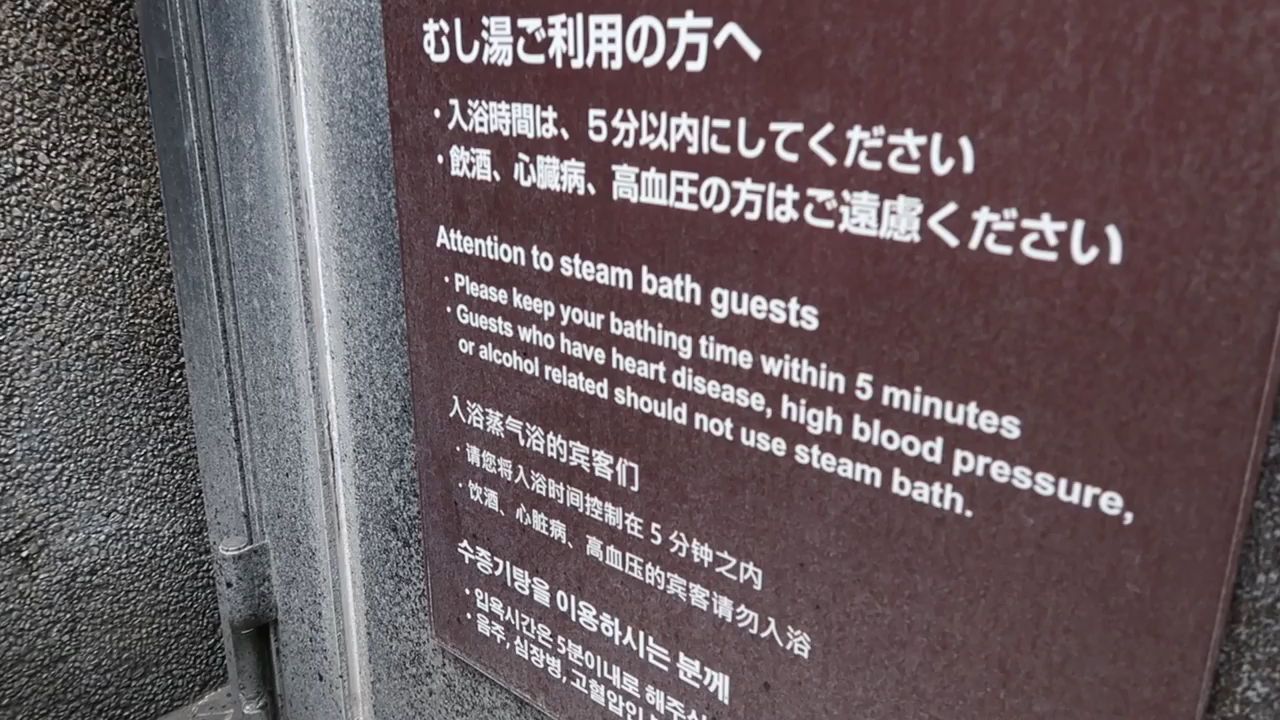 むし湯ご利用の方へ
・入浴時間は、5分以内にしてください
・飲酒、心臓病、高血圧の方はご遠慮ください
Attention to steam bath guests
・Please keep your bathing time within 5 minutes
・Guests who have heart disease, high blood pressure,
or alcohol related should not use steam bath.
入浴蒸气浴的宾客们
・请您将入浴时间控制在 5 分钟之内
・饮酒、心脏病、高血压的宾客请勿入浴
수증기탕을 이용하시는 분께
・입욕시간은 5분이내로
・음주, 심장병,